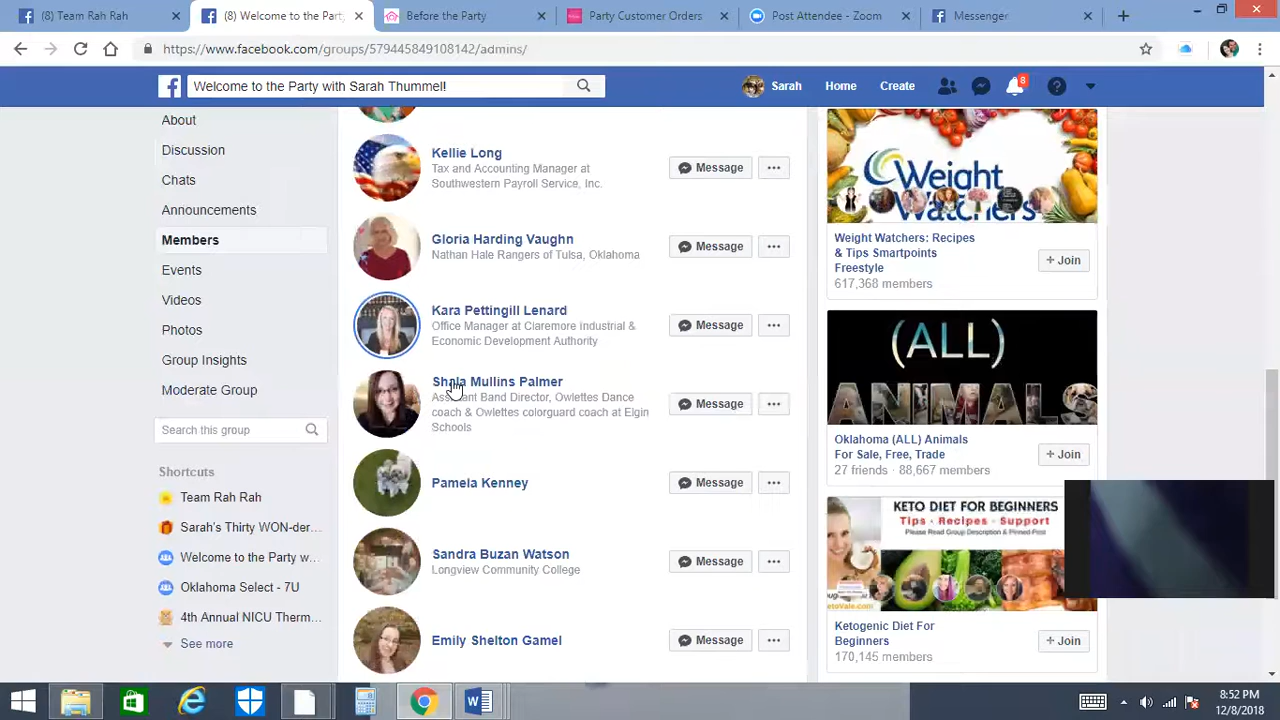 (8) Team Rah Rah
(8) Welcome to the Pa
Before the Party
Party Customer Orders
Post Attendee - Zoom
Messenger
https://www.facebook.com/groups/579445849108142/admins/
Welcome to the Party with Sarah Thummel!
Sarah
Home
Create
8
About
Discussion
Chats
Announcements
Members
Events
Videos
Photos
Group Insights
Moderate Group
Search this group
Shortcuts
Team Rah Rah
Sarah's Thirty WON-der...
Welcome to the Party w...
Oklahoma Select - 7U
4th Annual NICU Therm...
See more
Kellie Long
Tax and Accounting Manager at
Southwestern Payroll Service, Inc.
Message
Gloria Harding Vaughn
Nathan Hale Rangers of Tulsa, Oklahoma
Message
Kara Pettingill Lenard
Office Manager at Claremore Industrial &
Economic Development Authority
Message
Mullins Palmer
Band Director, Owlettes Dance
coach & Owlettes colorguard coach at Elgin
Schools
Message
Pamela Kenney
Message
Sandra Buzan Watson
Longview Community College
Message
Emily Shelton Gamel
Message
Weight
Watchers
Weight Watchers: Recipes
& Tips Smartpoints
Freestyle
617,368 members
+ Join
(ALL)
ANIMALS
Oklahoma (ALL) Animals
For Sale, Free, Trade
27 friends · 88,667 members
+ Join
KETO DIET FOR BEGINNERS
Tips · Recipes · Support
Please Read Group Description & Pinned Post
Ketogenic Diet For
Beginners
170,145 members
+ Join
8:52 PM
12/8/2018